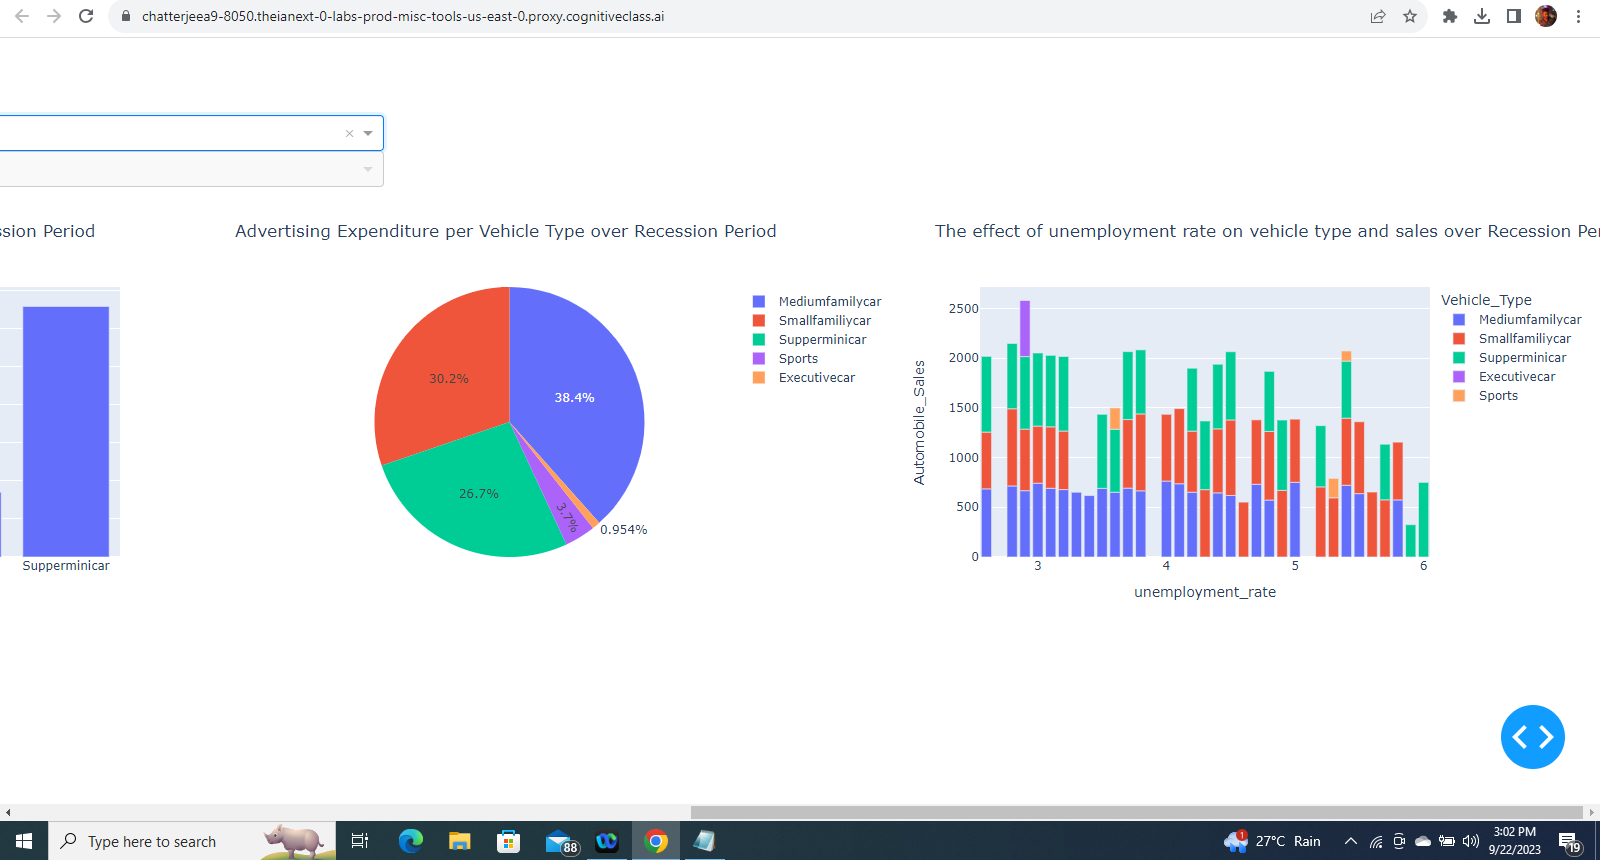 chatterjeea9-8050.theianext-0-labs-prod-misc-tools-us-east-0.proxy.cognitiveclass.ai
×
ssion Period
Supperminicar
Advertising Expenditure per Vehicle Type over Recession Period
38.4%
30.2%
26.7%
3.7%
0.954%
Mediumfamilycar
Smallfamiliycar
Supperminicar
Sports
Executivecar
The effect of unemployment rate on vehicle type and sales over Recession Pe
Automobile_Sales
2500
2000
1500
1000
500
0
3 4 5 6
unemployment_rate
Vehicle_Type
Mediumfamilycar
Smallfamiliycar
Supperminicar
Executivecar
Sports
Type here to search
88
1
27°C Rain
3:02 PM
9/22/2023
19